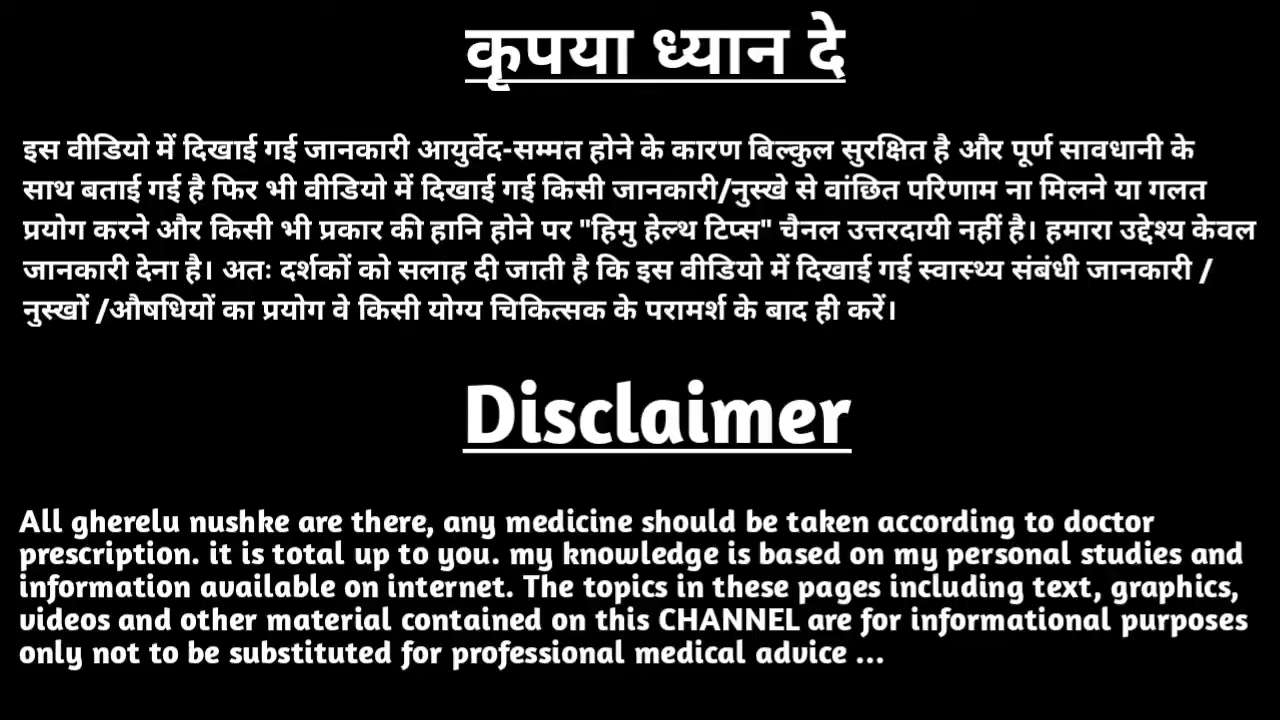 कृपया ध्यान दे
इस वीडियो में दिखाई गई जानकारी आयुर्वेद-सम्मत होने के कारण बिल्कुल सुरक्षित है और पूर्ण सावधानी के
साथ बताई गई है फिर भी वीडियो में दिखाई गई किसी जानकारी/नुस्खे से वांछित परिणाम ना मिलने या गलत
प्रयोग करने और किसी भी प्रकार की हानि होने पर "हिमु हेल्थ टिप्स" चैनल उत्तरदायी नहीं है। हमारा उद्देश्य केवल
जानकारी देना है। अतः दर्शकों को सलाह दी जाती है कि इस वीडियो में दिखाई गई स्वास्थ्य संबंधी जानकारी /
नुस्खों /औषधियों का प्रयोग वे किसी योग्य चिकित्सक के परामर्श के बाद ही करें।
Disclaimer
All gherelu nushke are there, any medicine should be taken according to doctor
prescription. it is total up to you. my knowledge is based on my personal studies and
information available on internet. The topics in these pages including text, graphics,
videos and other material contained on this CHANNEL are for informational purposes
only not to be substituted for professional medical advice ...